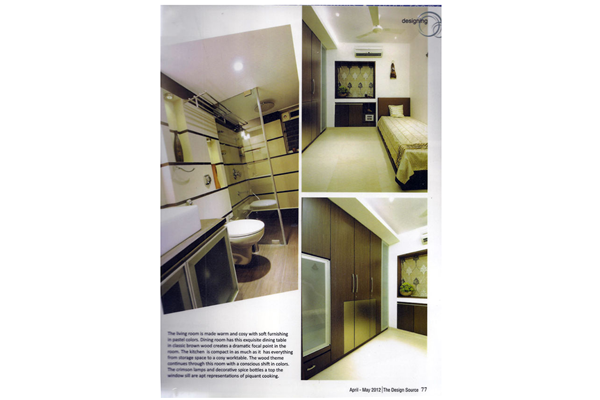 designing
The living room is made warm and cosy with soft furnishing
in pastel colors. Dining room has this exquisite dining table
in classic brown wood creates a dramatic focal point in the
room. The kitchen is compact in as much as it has everything
from storage space to a cosy worktable. The wood theme
continues through this room with a conscious shift in colors.
The crimson lamps and decorative spice bottles a top the
window sill are apt representations of piquant cooking.
April - May 2012 | The Design Source 77